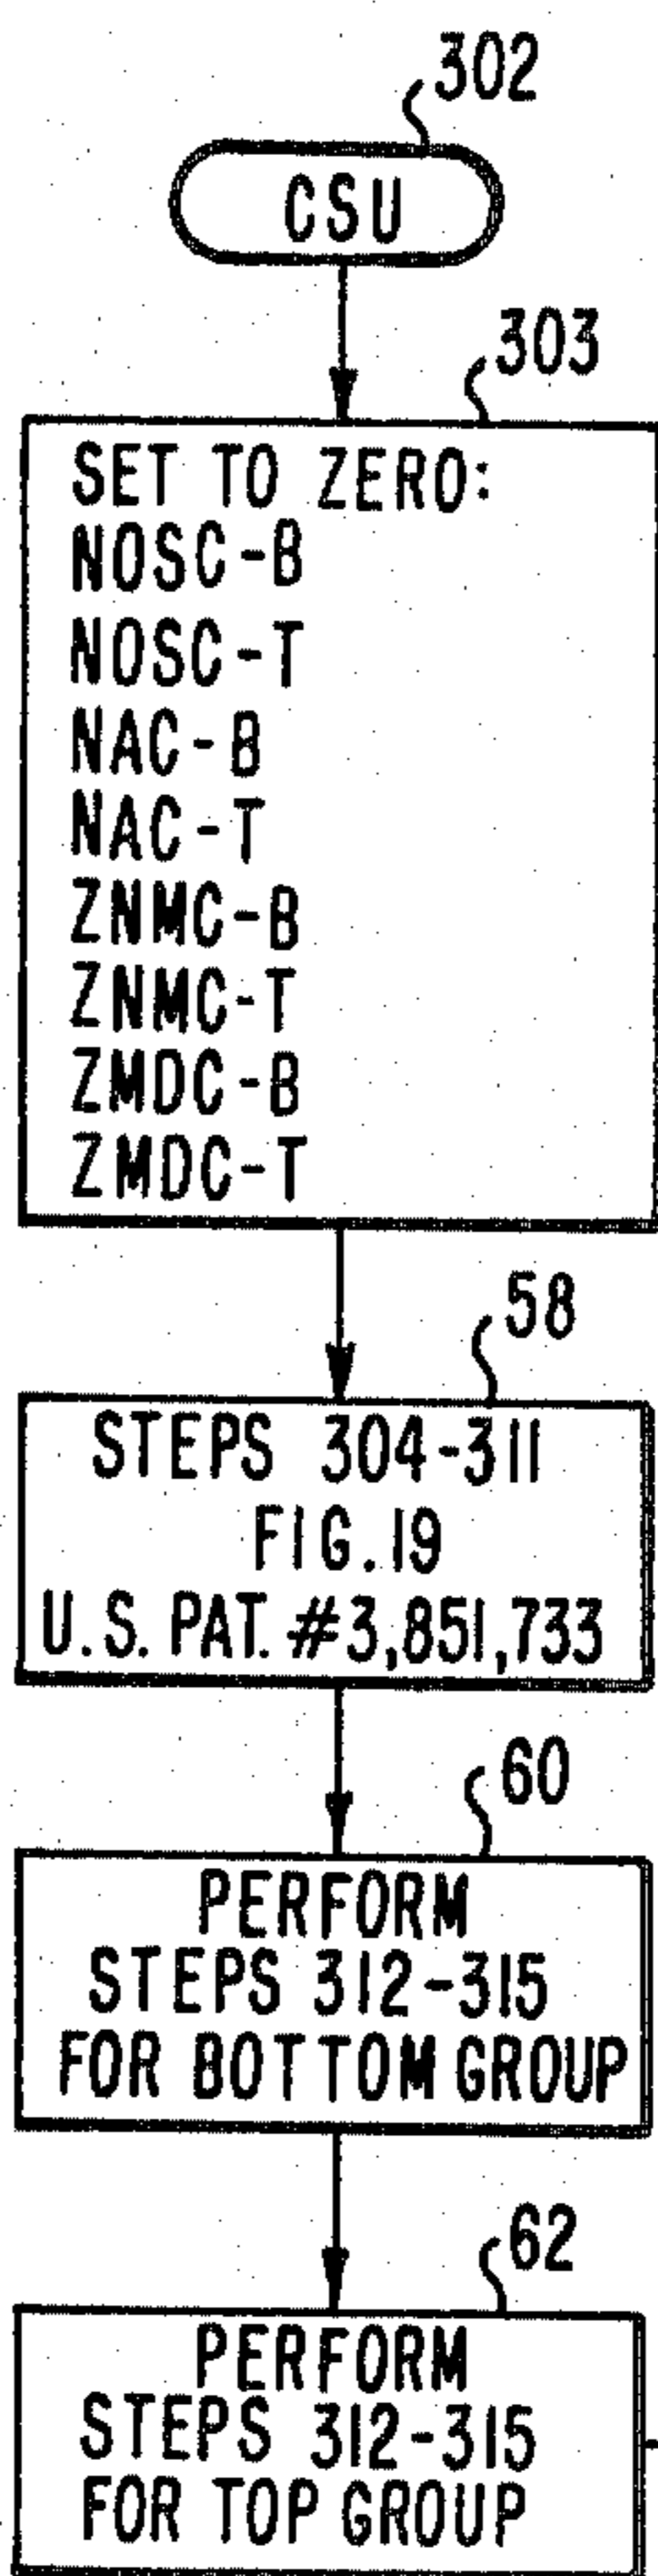 302
CSU
303
SET TO ZERO:
NOSC-B
NOSC-T
NAC-B
NAC-T
ZNMC-B
ZNMC-T
ZMDC-B
ZMDC-T
58
STEPS 304-311
FIG.19
U.S. PAT. #3,851,733
60
PERFORM
STEPS 312-315
FOR BOTTOM GROUP
62
PERFORM
STEPS 312-315
FOR TOP GROUP